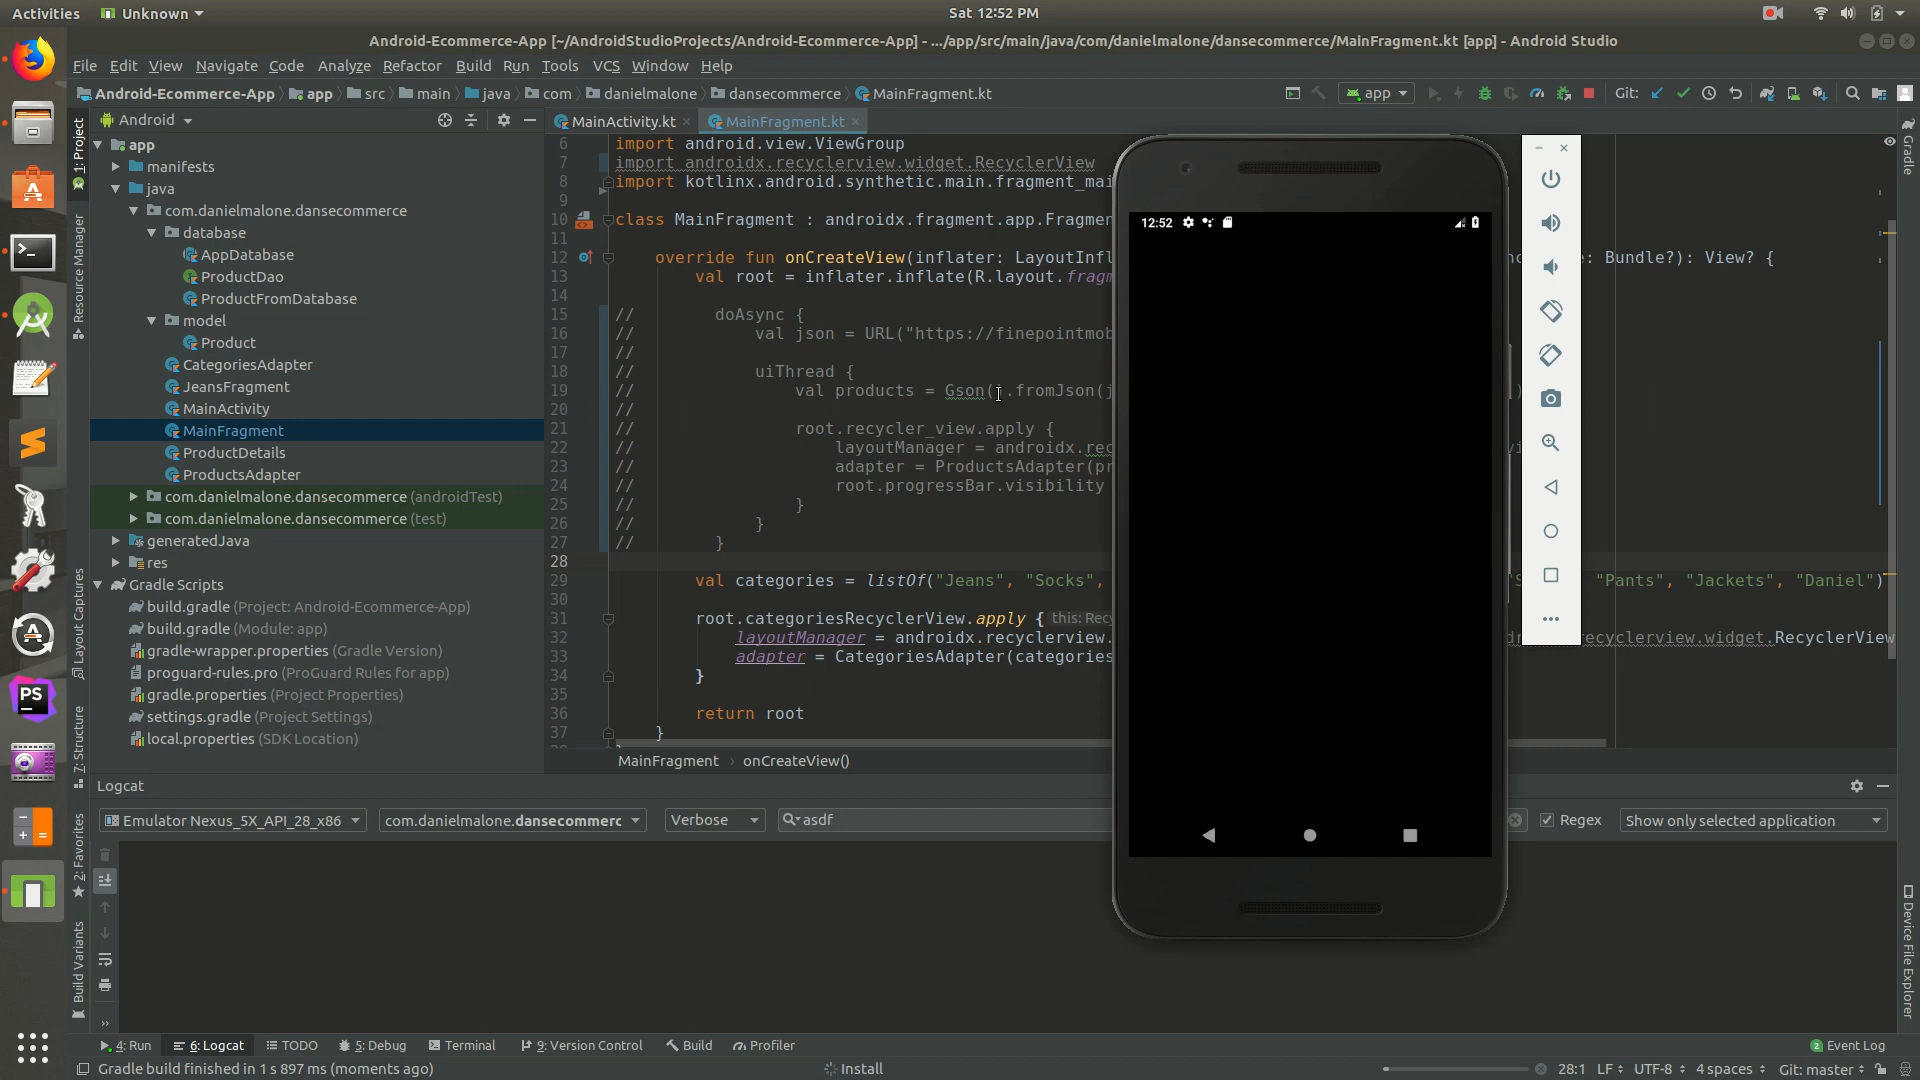 Activities
Unknown
Sat 12:52 PM
Android-Ecommerce-App [~/AndroidStudioProjects/Android-Ecommerce-App] - .../app/src/main/java/com/danielmalone/dansecommerce/MainFragment.kt [app] - Android Studio
File Edit View Navigate Code Analyze Refactor Build Run Tools VCS Window Help
Android-Ecommerce-App app src main java com danielmalone dansecommerce MainFragment.kt
app
Git:
Android
MainActivity.kt
MainFragment.kt
1: Project
Resource Manager
Layout Captures
7: Structure
2: Favorites
Build Variants
app
manifests
java
com.danielmalone.dansecommerce
database
AppDatabase
ProductDao
ProductFromDatabase
model
Product
CategoriesAdapter
JeansFragment
MainActivity
MainFragment
ProductDetails
ProductsAdapter
com.danielmalone.dansecommerce (androidTest)
com.danielmalone.dansecommerce (test)
generatedJava
res
Gradle Scripts
build.gradle (Project: Android-Ecommerce-App)
build.gradle (Module: app)
gradle-wrapper.properties (Gradle Version)
proguard-rules.pro (ProGuard Rules for app)
gradle.properties (Project Properties)
settings.gradle (Project Settings)
local.properties (SDK Location)
6 import android.view.ViewGroup
7 import androidx.recyclerview.widget.RecyclerView
8 import kotlinx.android.synthetic.main.fragment_mai
9
10 class MainFragment : androidx.fragment.app.Fragmen
11
12 override fun onCreateView(inflater: LayoutInfl e: Bundle?): View? {
13 val root = inflater.inflate(R.layout.fragm
14
15 // doAsync {
16 // val json = URL("https://finepointmob
17 //
18 // uiThread {
19 // val products = Gson().fromJson(j )
20 //
21 // root.recycler_view.apply {
22 // layoutManager = androidx.rec vi
23 // adapter = ProductsAdapter(pr
24 // root.progressBar.visibility
25 // }
26 // }
27 // }
28
29 val categories = listOf("Jeans", "Socks", "Pants", "Jackets", "Daniel")
30
31 root.categoriesRecyclerView.apply { this: Recy
32 layoutManager = androidx.recyclerview. ecyclerview.widget.RecyclerView
33 adapter = CategoriesAdapter(categories
34 }
35
36 return root
37 }
MainFragment › onCreateView()
12:52
Gradle
Device File Explorer
Logcat
Emulator Nexus_5X_API_28_x86
com.danielmalone.dansecommerc
Verbose
asdf
Regex
Show only selected application
4: Run
6: Logcat
TODO
5: Debug
Terminal
9: Version Control
Build
Profiler
2 Event Log
Gradle build finished in 1 s 897 ms (moments ago)
Install
28:1 LF UTF-8 4 spaces Git: master
PS